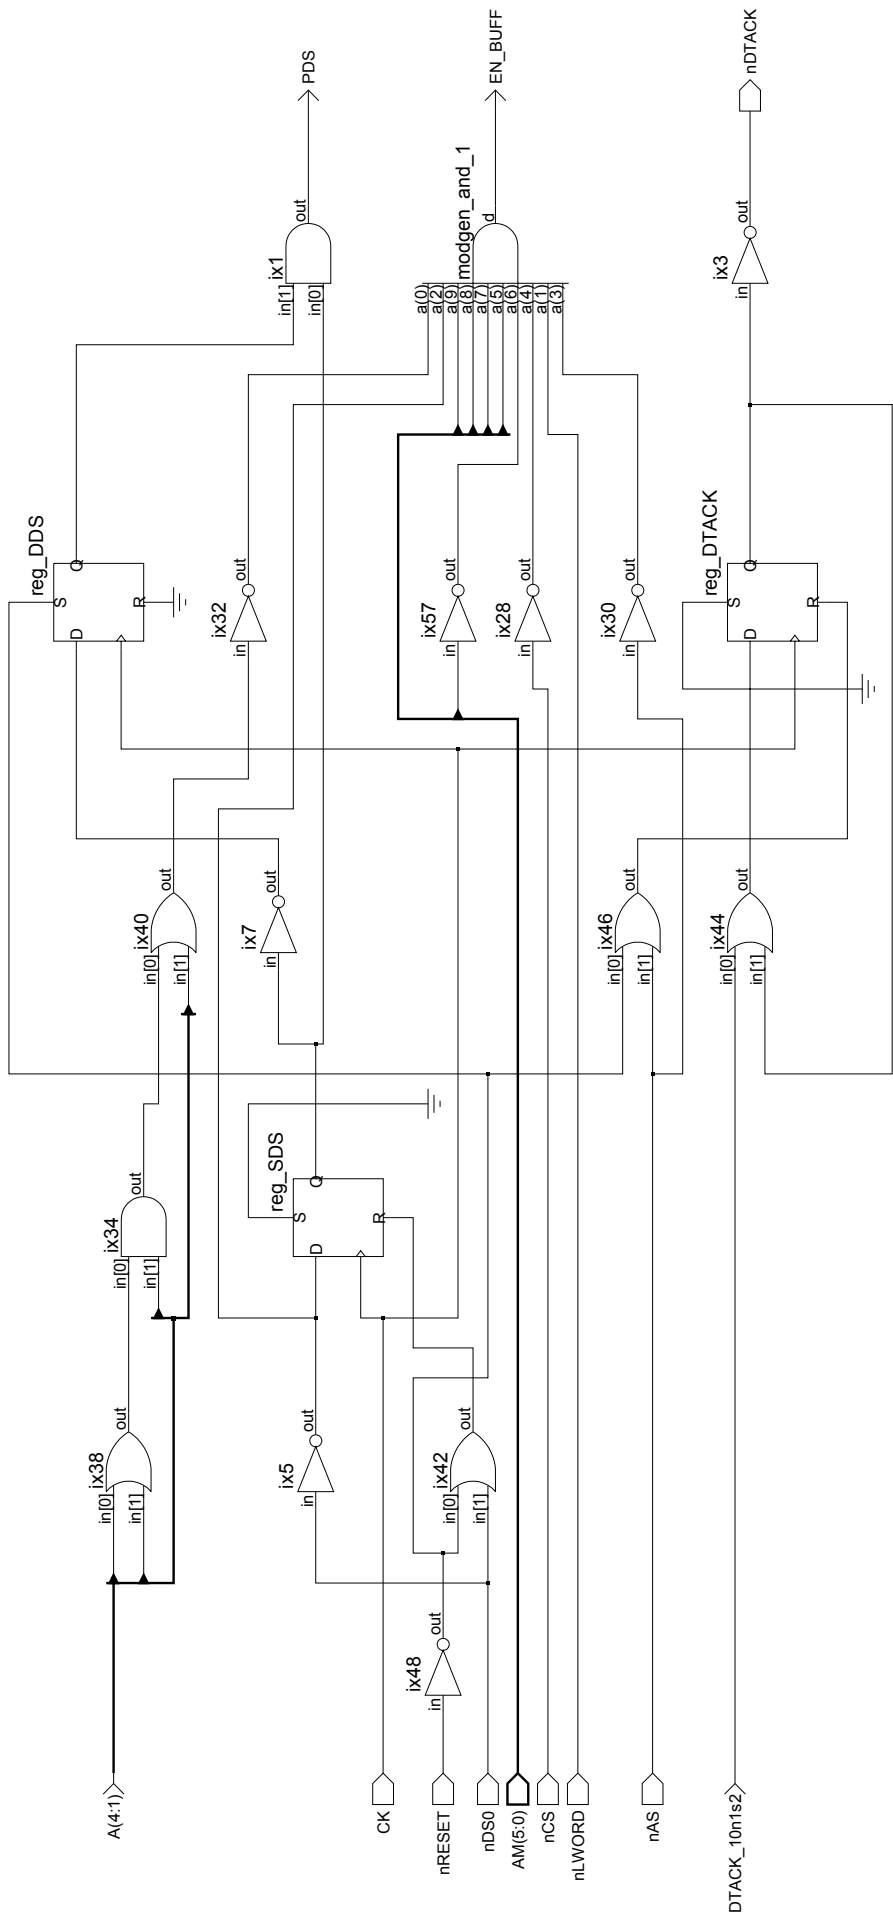 PDS
EN_BUFF
nDTACK
out
ix1
in[1]
in[0]
modgen_and_1
d
a(0)
a(2)
a(9)
a(8)
a(7)
a(5)
a(6)
a(4)
a(1)
a(3)
out
ix3
in
reg_DDS
S
D
Q
R
out
ix32
in
out
ix57
in
out
ix28
in
out
ix30
in
reg_DTACK
S
D
Q
R
out
ix40
in[0]
in[1]
out
ix7
in
out
ix46
in[0]
in[1]
out
ix44
in[0]
in[1]
out
ix34
in[0]
in[1]
reg_SDS
S
D
Q
R
out
ix38
in[0]
in[1]
out
ix5
in
out
ix42
in[0]
in[1]
out
ix48
in
A(4:1)
CK
nRESET
nDS0
AM(5:0)
nCS
nLWORD
nAS
DTACK_10n1s2